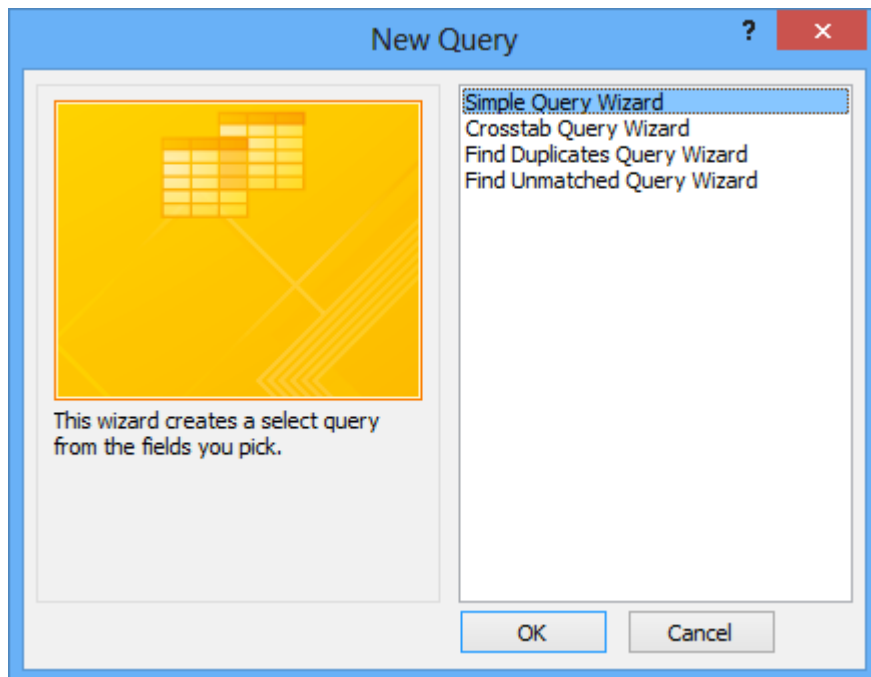 New Query
?
×
Simple Query Wizard
Crosstab Query Wizard
Find Duplicates Query Wizard
Find Unmatched Query Wizard
This wizard creates a select query
from the fields you pick.
OK
Cancel